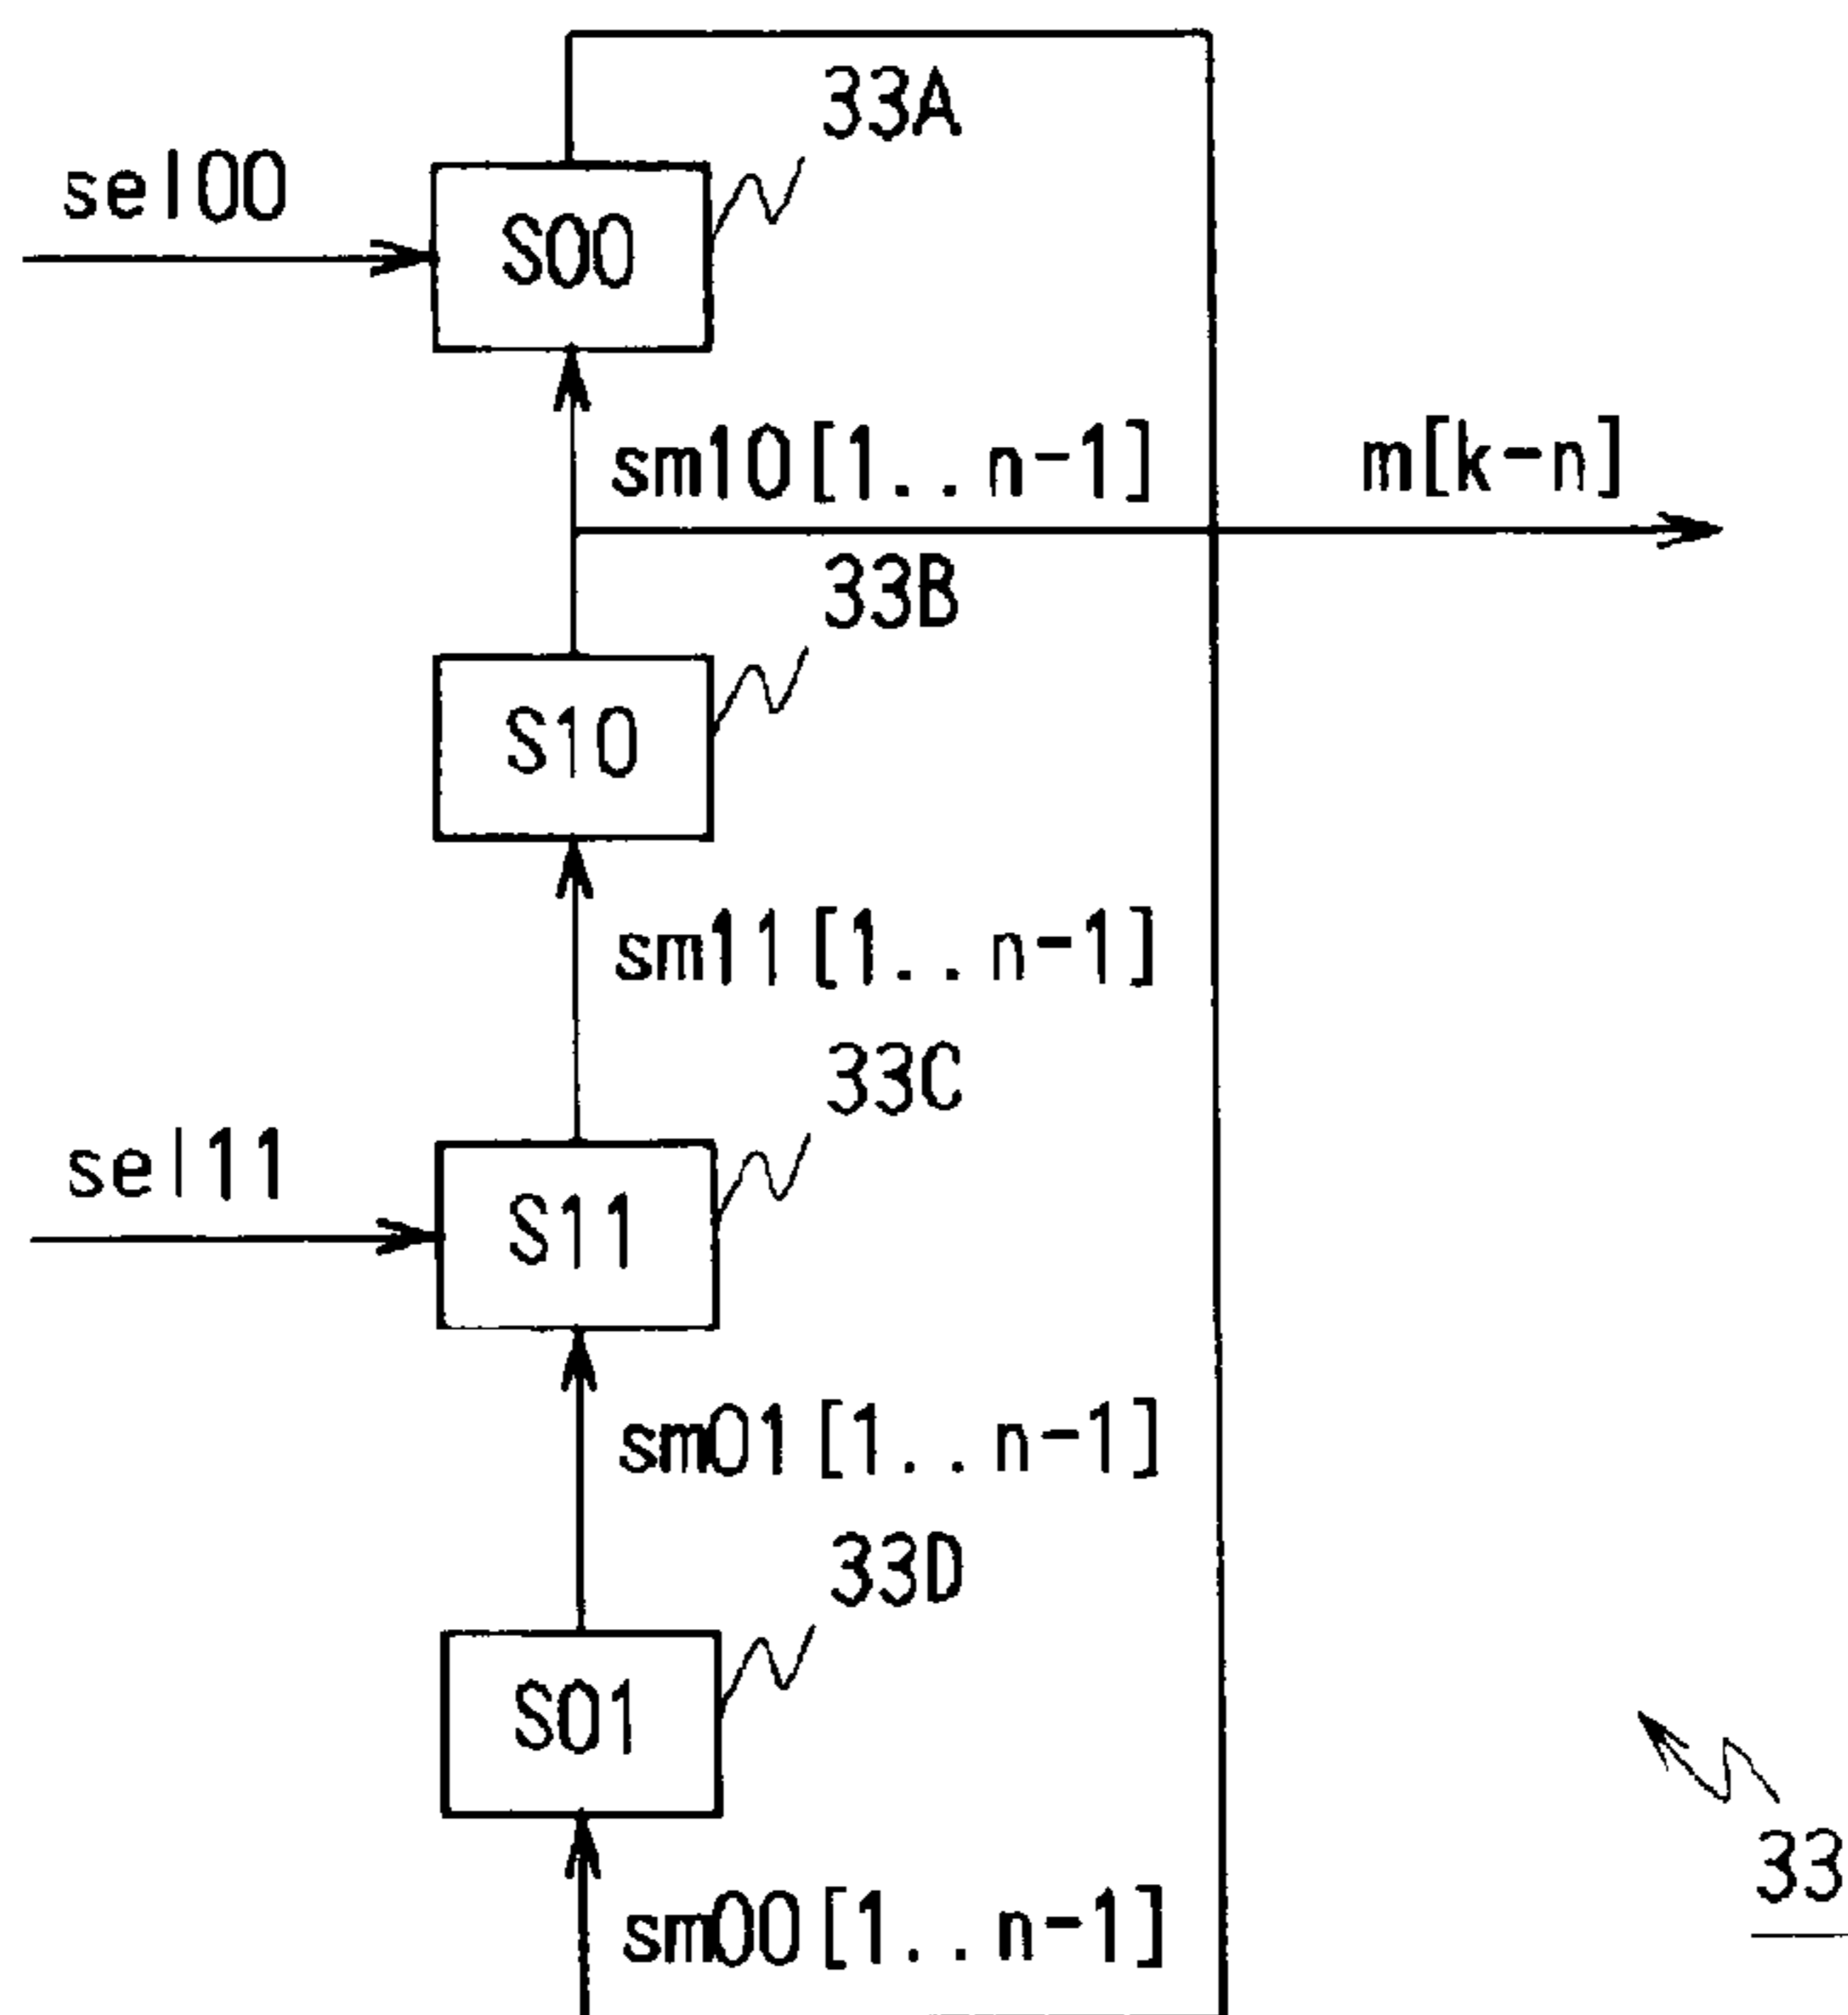 33A
sel00
S00
sm10[1..n-1]
m[k-n]
33B
S10
sm11[1..n-1]
33C
sel11
S11
sm01[1..n-1]
33D
S01
33
sm00[1..n-1]